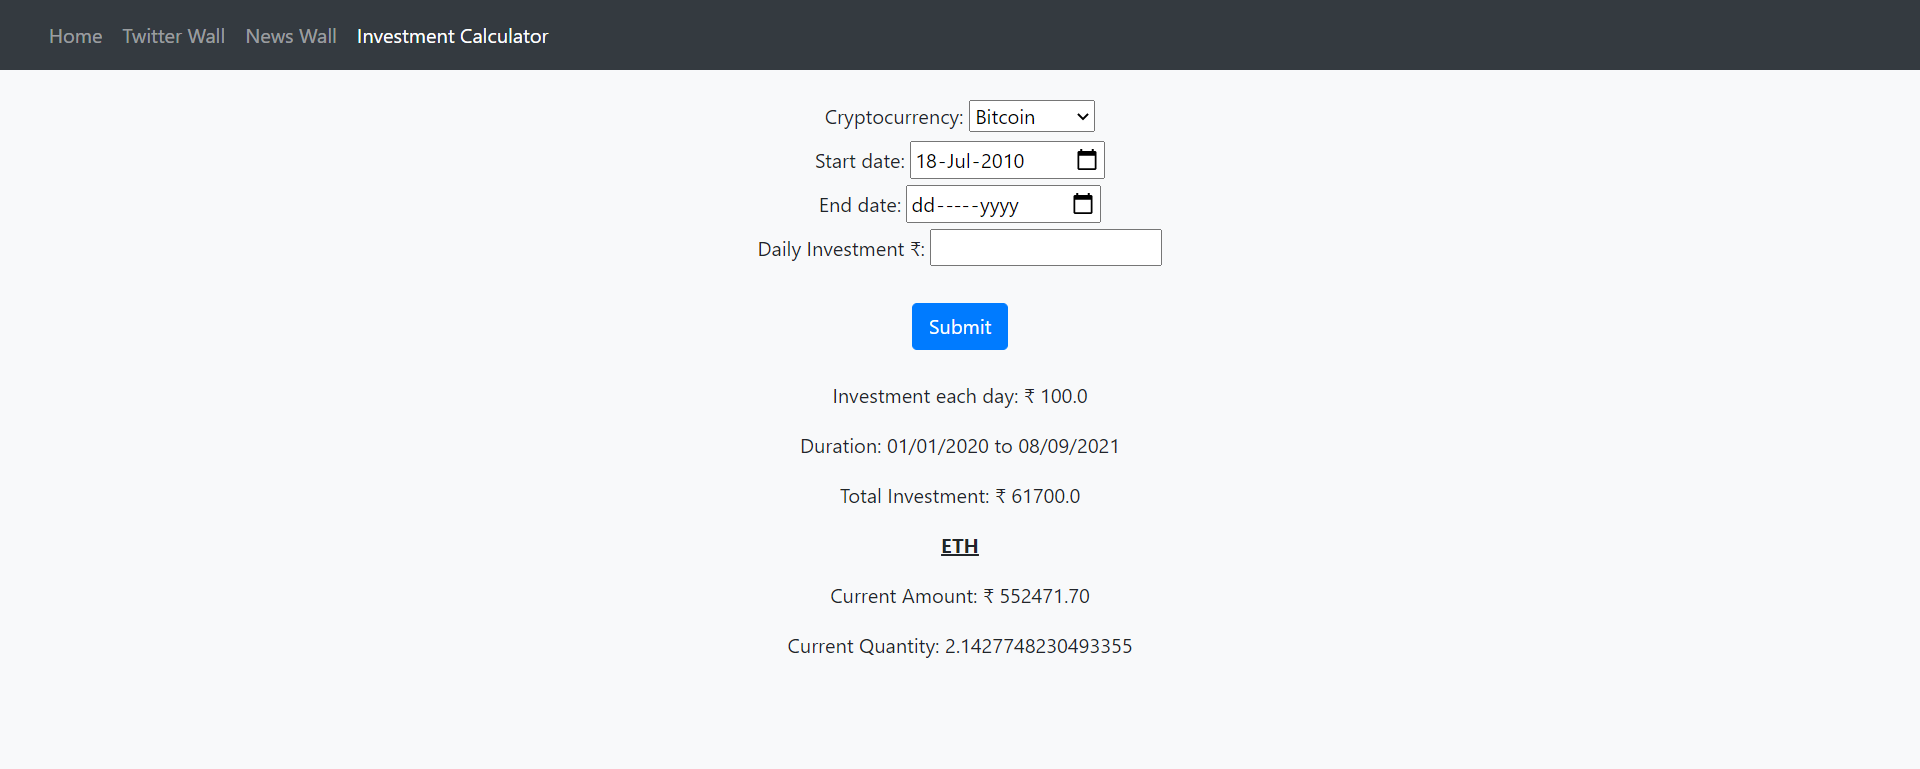 Home Twitter Wall News Wall Investment Calculator
Cryptocurrency: Bitcoin
Start date: 18-Jul-2010
End date: dd-----yyyy
Daily Investment ₹:
Submit
Investment each day: ₹ 100.0
Duration: 01/01/2020 to 08/09/2021
Total Investment: ₹ 61700.0
ETH
Current Amount: ₹ 552471.70
Current Quantity: 2.1427748230493355